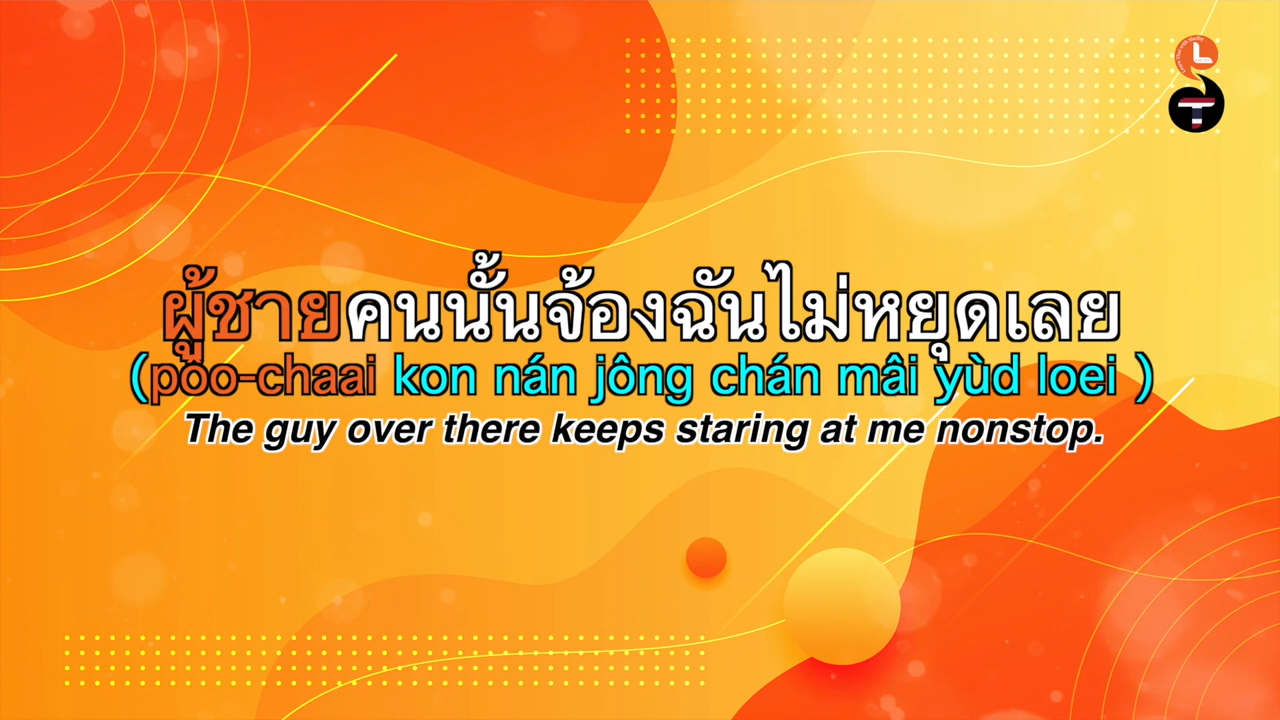 ผู้ชายคนนั้นจ้องฉันไม่หยุดเลย
(pôo-chaai kon nán jông chán mâi yùd loei )
The guy over there keeps staring at me nonstop.
L
T